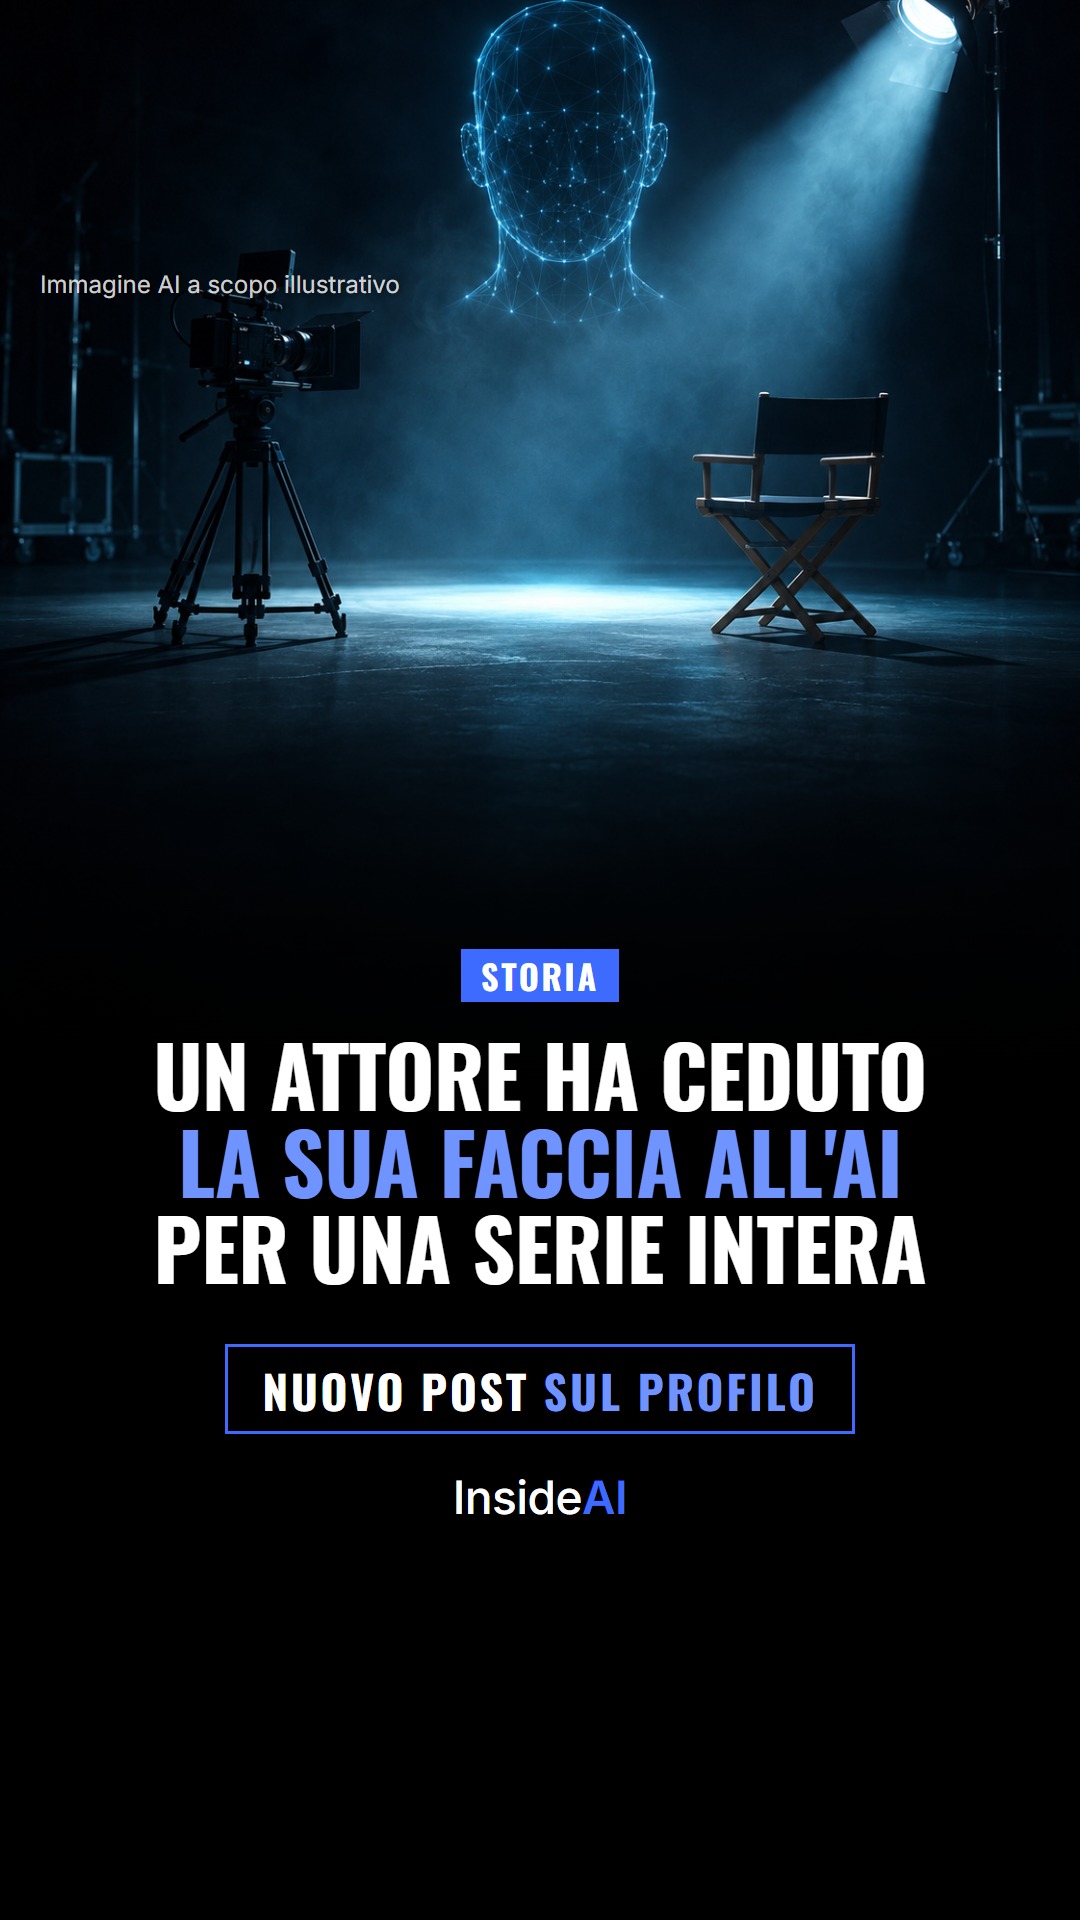 Immagine AI a scopo illustrativo
STORIA
UN ATTORE HA CEDUTO
LA SUA FACCIA ALL'AI
PER UNA SERIE INTERA
NUOVO POST SUL PROFILO
InsideAI